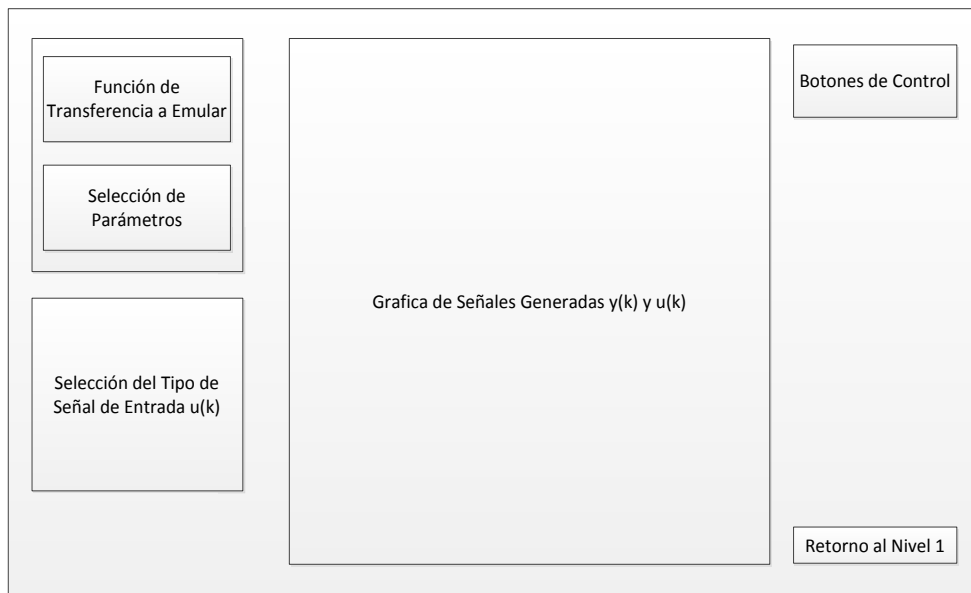 Función de
Transferencia a Emular
Selección de
Parámetros
Selección del Tipo de
Señal de Entrada u(k)
Grafica de Señales Generadas y(k) y u(k)
Botones de Control
Retorno al Nivel 1